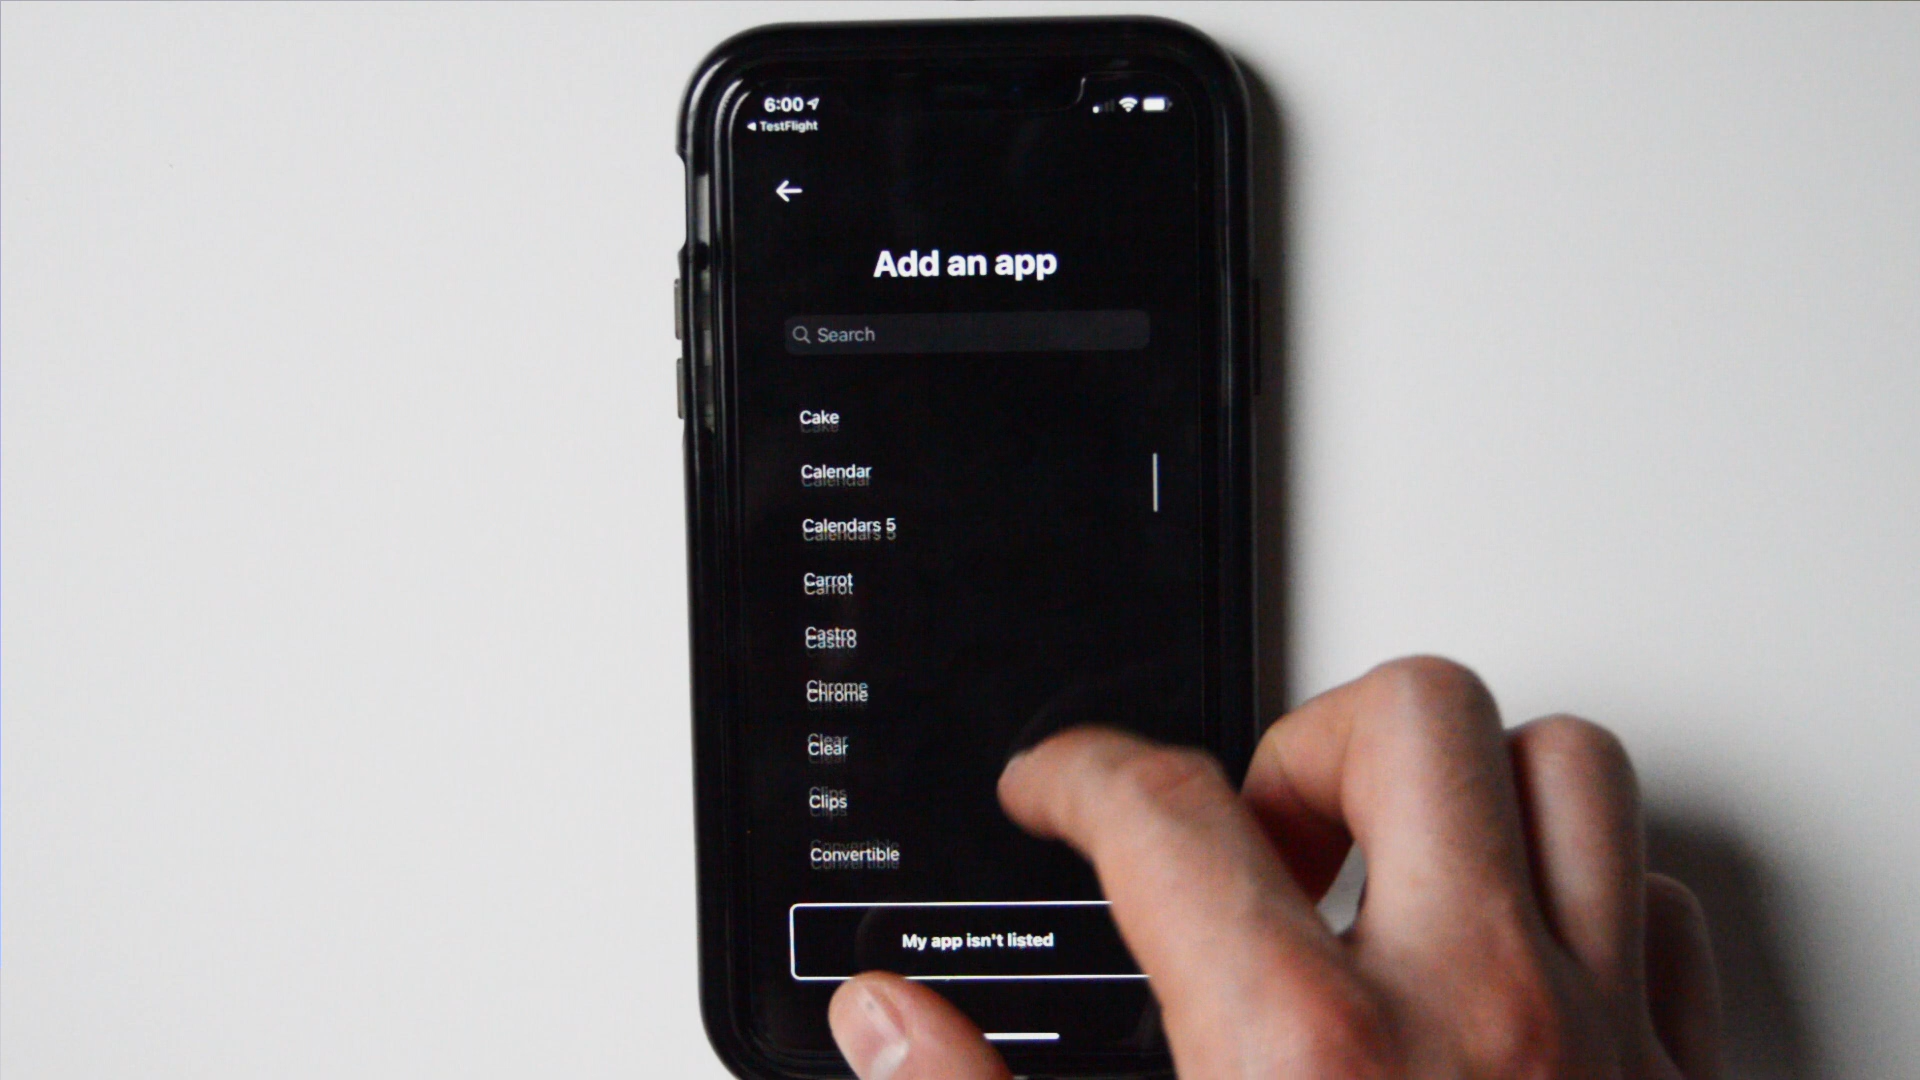 6:00
TestFlight
Add an app
Search
Cake
Calendar
Calendars 5
Carrot
Castro
Chrome
Clear
Clips
Convertible
My app isn't listed